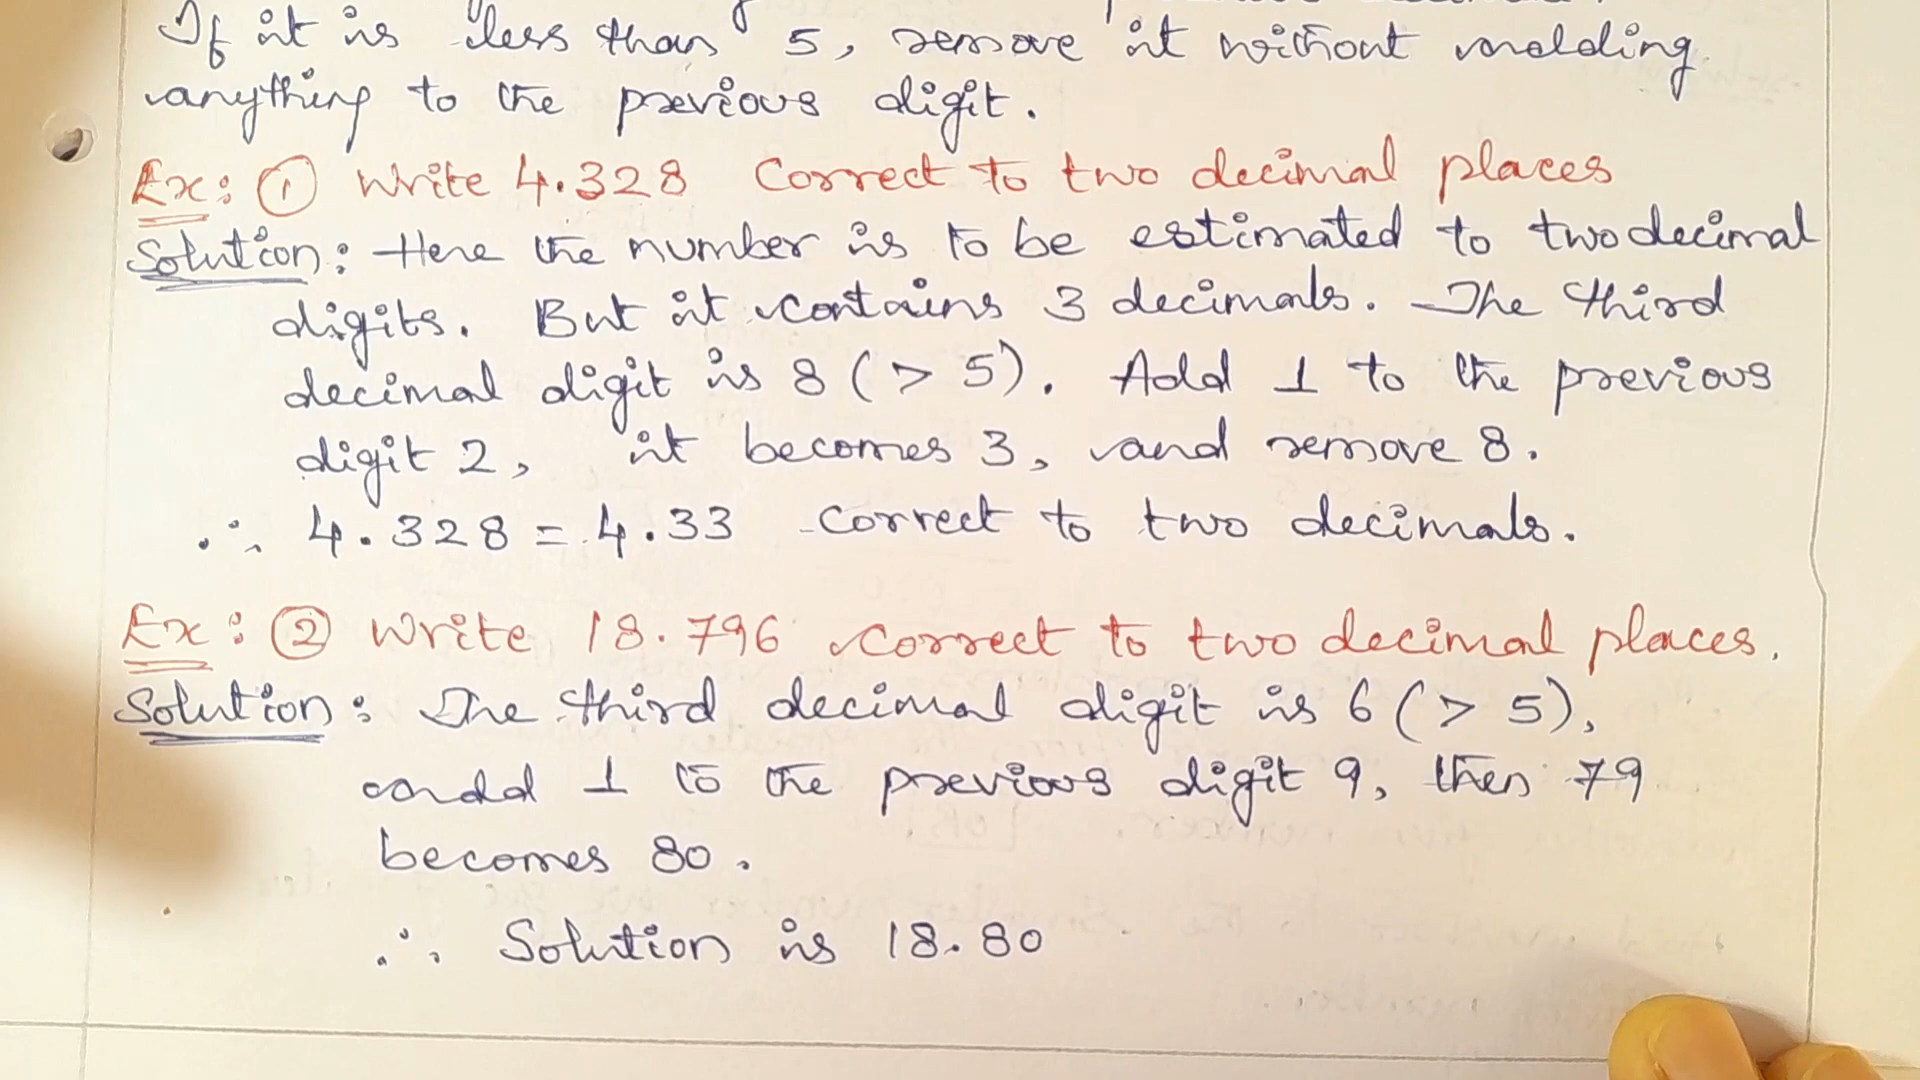 If it is less than 5, remove it without adding
anything to the previous digit.
Ex: ① Write 4.328 Correct to two decimal places
Solution: Here the number is to be estimated to two decimal
digits. But it contains 3 decimals. The third
decimal digit is 8 (> 5). Add 1 to the previous
digit 2, it becomes 3, and remove 8.
∴ 4.328 = 4.33 correct to two decimals.
Ex: ② Write 18.796 correct to two decimal places.
Solution: The third decimal digit is 6 (> 5),
add 1 to the previous digit 9, then 79
becomes 80.
∴ Solution is 18.80